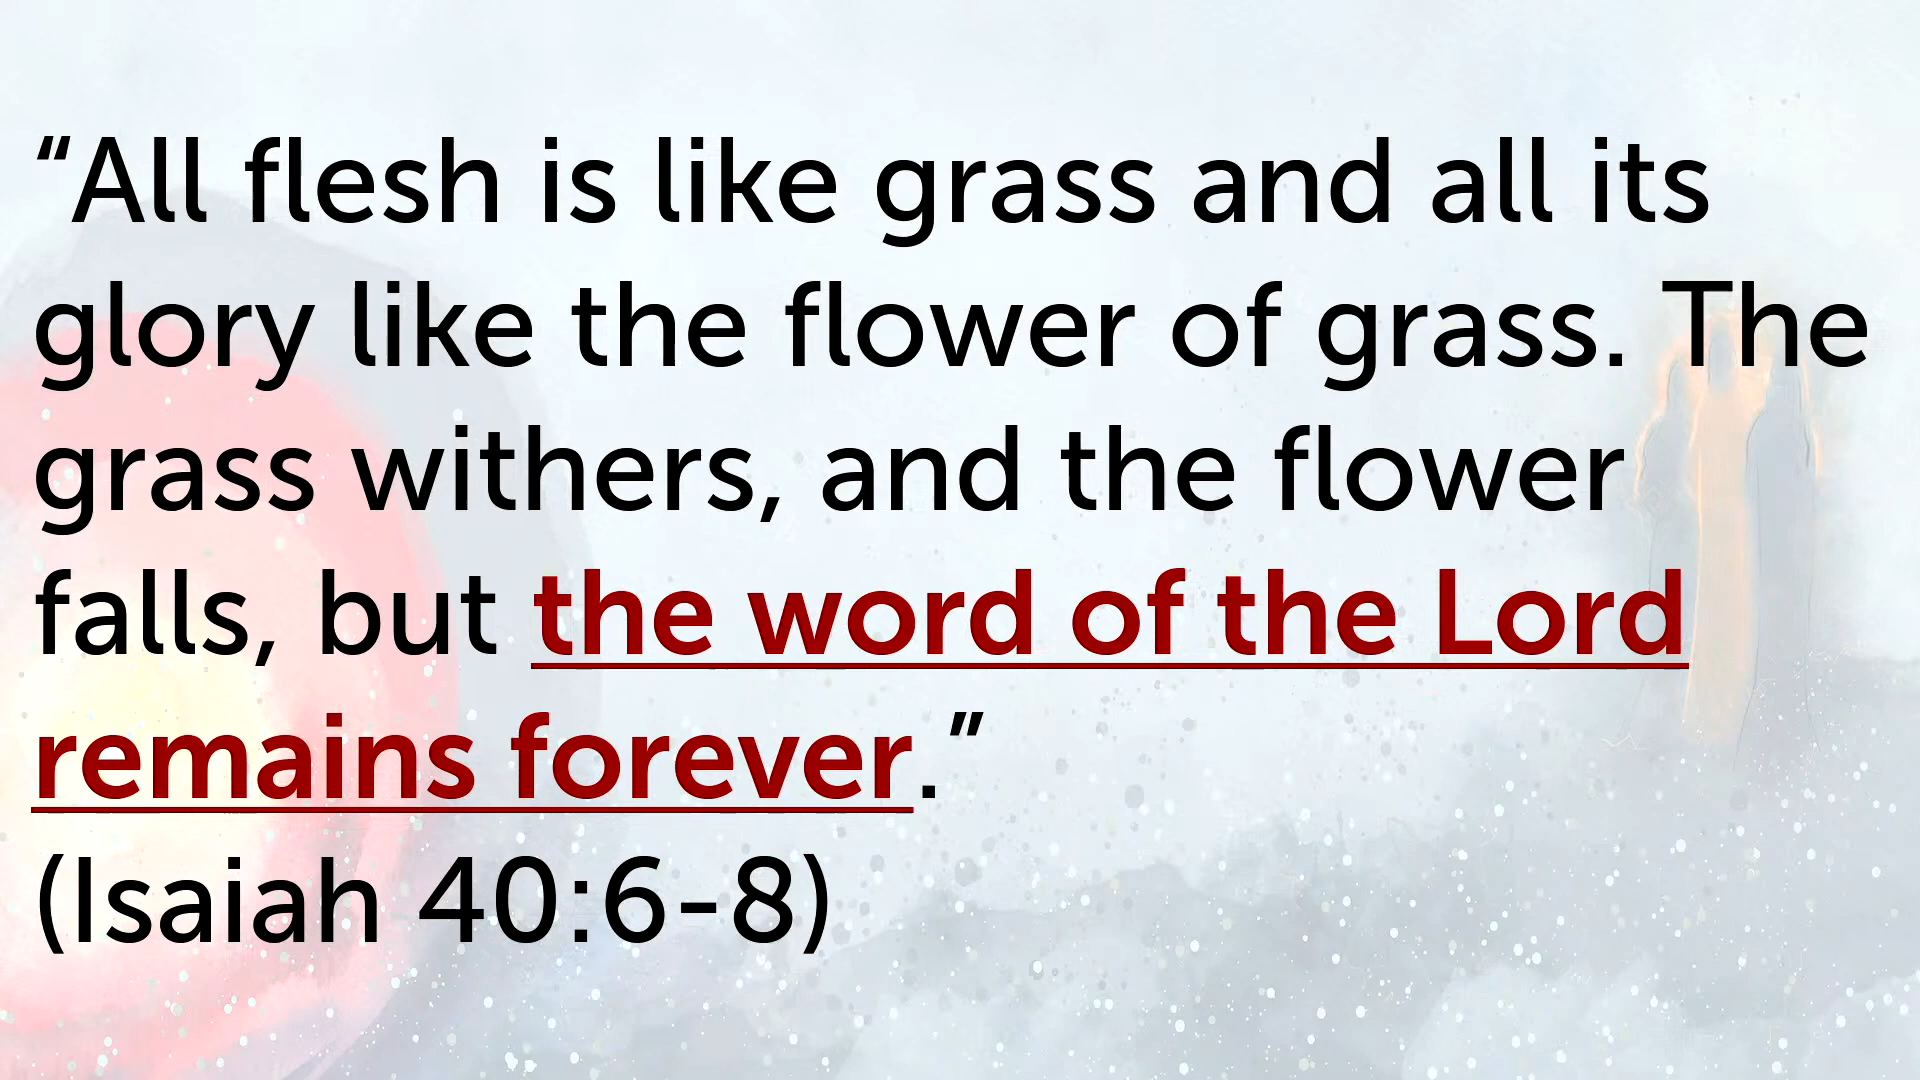 “All flesh is like grass and all its
glory like the flower of grass. The
grass withers, and the flower
falls, but the word of the Lord
remains forever.”
(Isaiah 40:6-8)